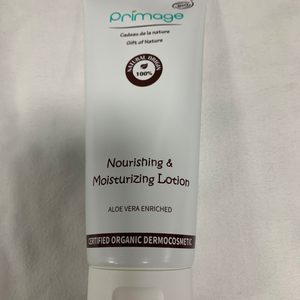 Primage
Cadeau de la nature
Gift of Nature
NATURAL ORIGIN
100%
Nourishing &
Moisturizing Lotion
ALOE VERA ENRICHED
CERTIFIED ORGANIC DERMOCOSMETIC